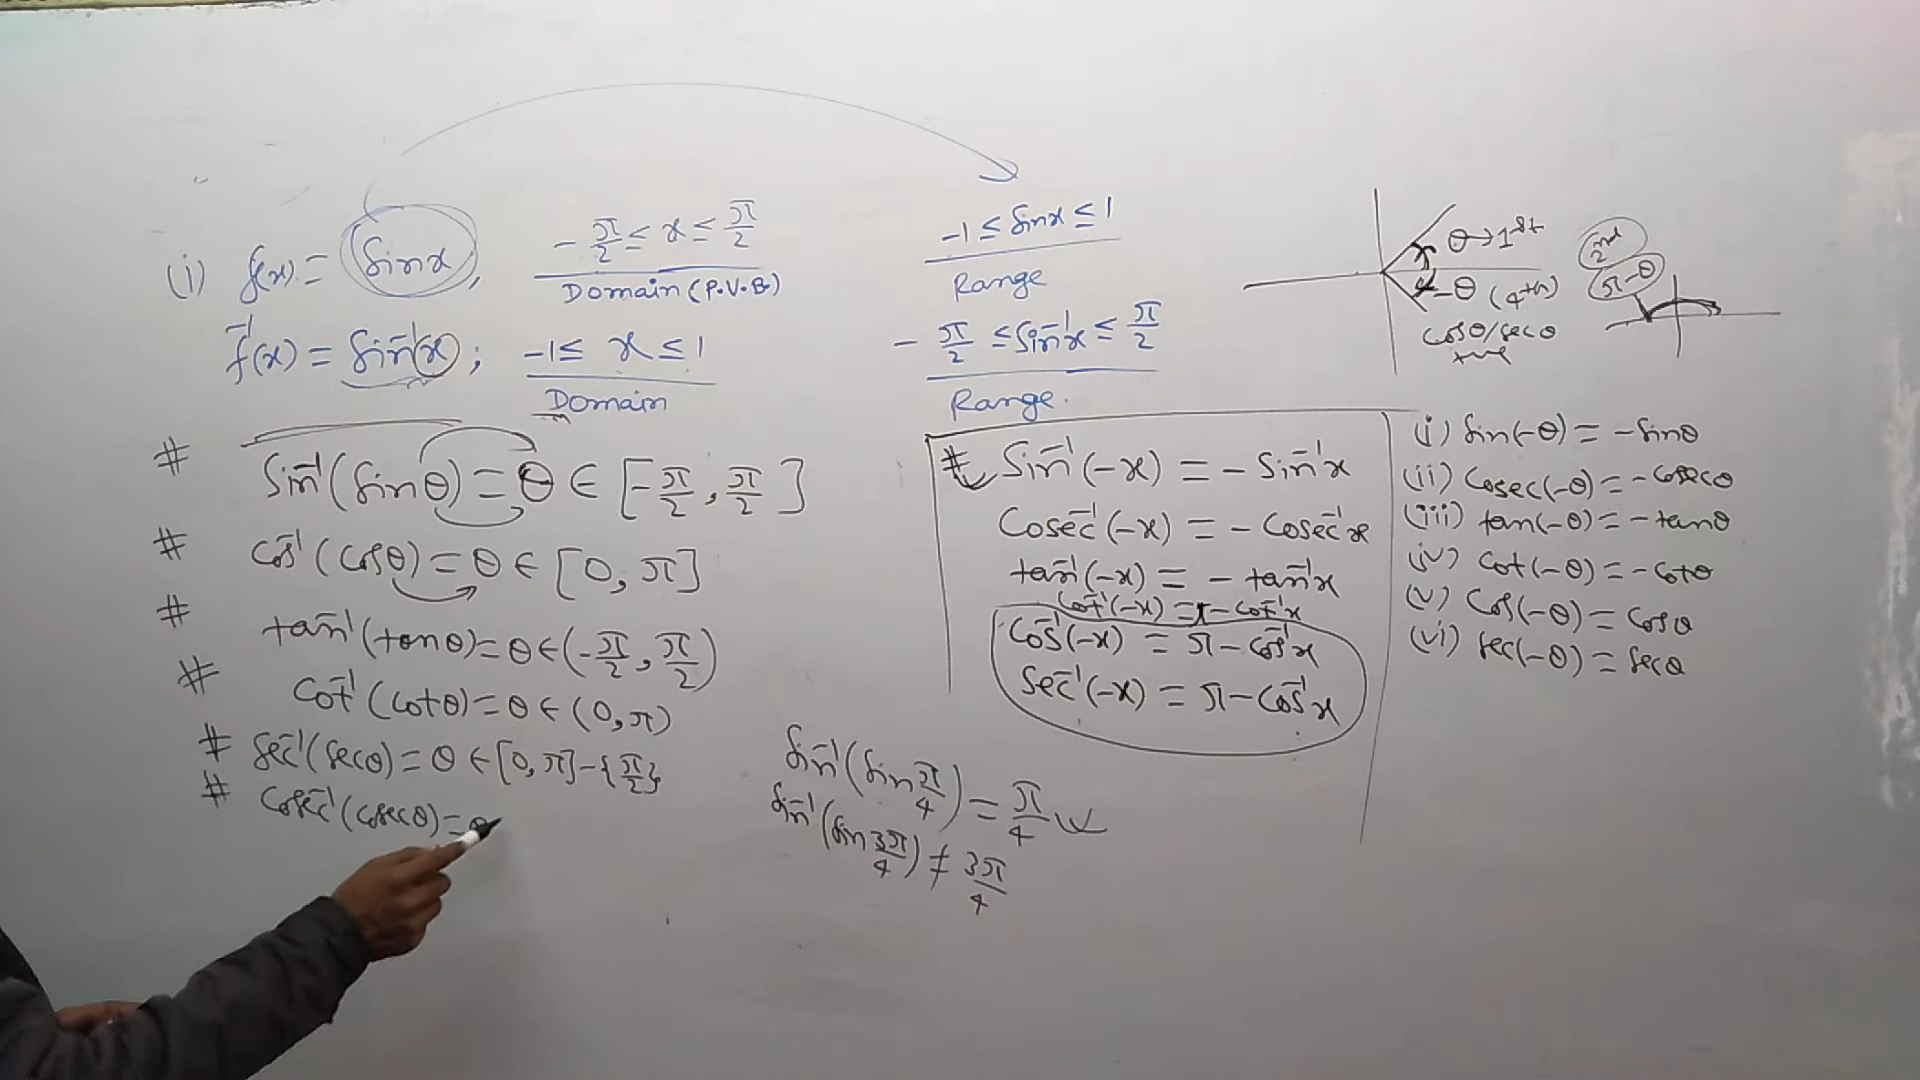 (i) f(x) = sinx, -π/2 ≤ x ≤ π/2 -1 ≤ sinx ≤ 1
Domain (P.V.B.) Range
f⁻¹(x) = sin⁻¹(x); -1 ≤ x ≤ 1 -π/2 ≤ sin⁻¹x ≤ π/2
Domain Range.
# sin⁻¹(sinθ) = θ ∈ [-π/2, π/2]
# cos⁻¹(cosθ) = θ ∈ [0, π]
# tan⁻¹(tanθ) = θ ∈ (-π/2, π/2)
# cot⁻¹(cotθ) = θ ∈ (0, π)
# sec⁻¹(secθ) = θ ∈ [0, π] - {π/2}
# cosec⁻¹(cosecθ) = θ
sin⁻¹(sin π/4) = π/4 ✓
sin⁻¹(sin 3π/4) ≠ 3π/4
# sin⁻¹(-x) = - sin⁻¹x
cosec⁻¹(-x) = - cosec⁻¹x
tan⁻¹(-x) = - tan⁻¹x
cot⁻¹(-x) = π - cot⁻¹x
cos⁻¹(-x) = π - cos⁻¹x
sec⁻¹(-x) = π - cos⁻¹x
θ → 1st
-θ (4th)
cosθ/secθ
+ve
2nd
π-θ
(i) sin(-θ) = -sinθ
(ii) cosec(-θ) = -cosecθ
(iii) tan(-θ) = -tanθ
(iv) cot(-θ) = -cotθ
(v) cos(-θ) = cosθ
(vi) sec(-θ) = secθ